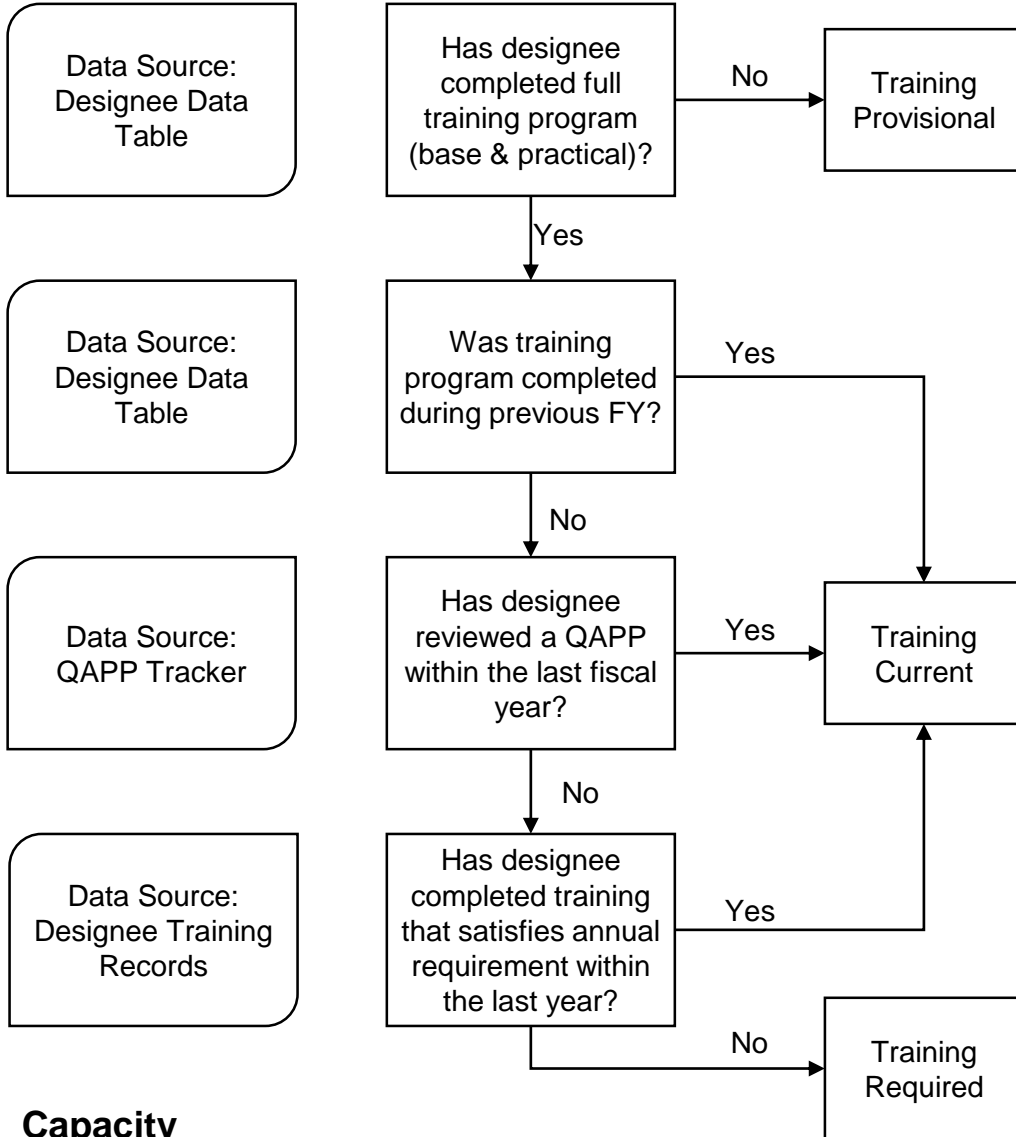 Data Source:
Designee Data
Table
Has designee
completed full
training program
(base & practical)?
No
Training
Provisional
Yes
Data Source:
Designee Data
Table
Was training
program completed
during previous FY?
Yes
No
Data Source:
QAPP Tracker
Has designee
reviewed a QAPP
within the last fiscal
year?
Yes
Training
Current
No
Data Source:
Designee Training
Records
Has designee
completed training
that satisfies annual
requirement within
the last year?
Yes
No
Training
Required
Capacity